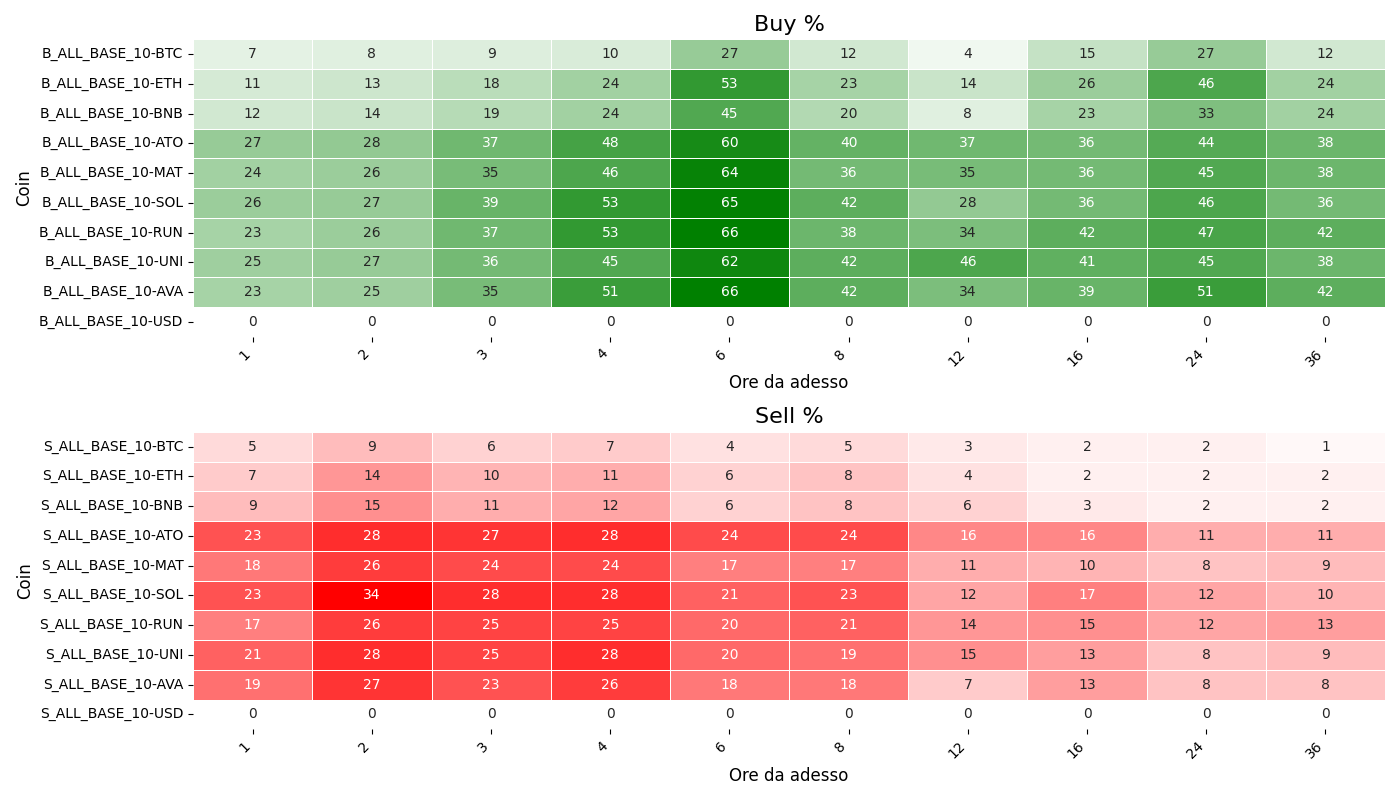 Buy %
Coin
B_ALL_BASE_10-BTC 7 8 9 10 27 12 4 15 27 12
B_ALL_BASE_10-ETH 11 13 18 24 53 23 14 26 46 24
B_ALL_BASE_10-BNB 12 14 19 24 45 20 8 23 33 24
B_ALL_BASE_10-ATO 27 28 37 48 60 40 37 36 44 38
B_ALL_BASE_10-MAT 24 26 35 46 64 36 35 36 45 38
B_ALL_BASE_10-SOL 26 27 39 53 65 42 28 36 46 36
B_ALL_BASE_10-RUN 23 26 37 53 66 38 34 42 47 42
B_ALL_BASE_10-UNI 25 27 36 45 62 42 46 41 45 38
B_ALL_BASE_10-AVA 23 25 35 51 66 42 34 39 51 42
B_ALL_BASE_10-USD 0 0 0 0 0 0 0 0 0 0
1 2 3 4 6 8 12 16 24 36
Ore da adesso
Sell %
Coin
S_ALL_BASE_10-BTC 5 9 6 7 4 5 3 2 2 1
S_ALL_BASE_10-ETH 7 14 10 11 6 8 4 2 2 2
S_ALL_BASE_10-BNB 9 15 11 12 6 8 6 3 2 2
S_ALL_BASE_10-ATO 23 28 27 28 24 24 16 16 11 11
S_ALL_BASE_10-MAT 18 26 24 24 17 17 11 10 8 9
S_ALL_BASE_10-SOL 23 34 28 28 21 23 12 17 12 10
S_ALL_BASE_10-RUN 17 26 25 25 20 21 14 15 12 13
S_ALL_BASE_10-UNI 21 28 25 28 20 19 15 13 8 9
S_ALL_BASE_10-AVA 19 27 23 26 18 18 7 13 8 8
S_ALL_BASE_10-USD 0 0 0 0 0 0 0 0 0 0
1 2 3 4 6 8 12 16 24 36
Ore da adesso